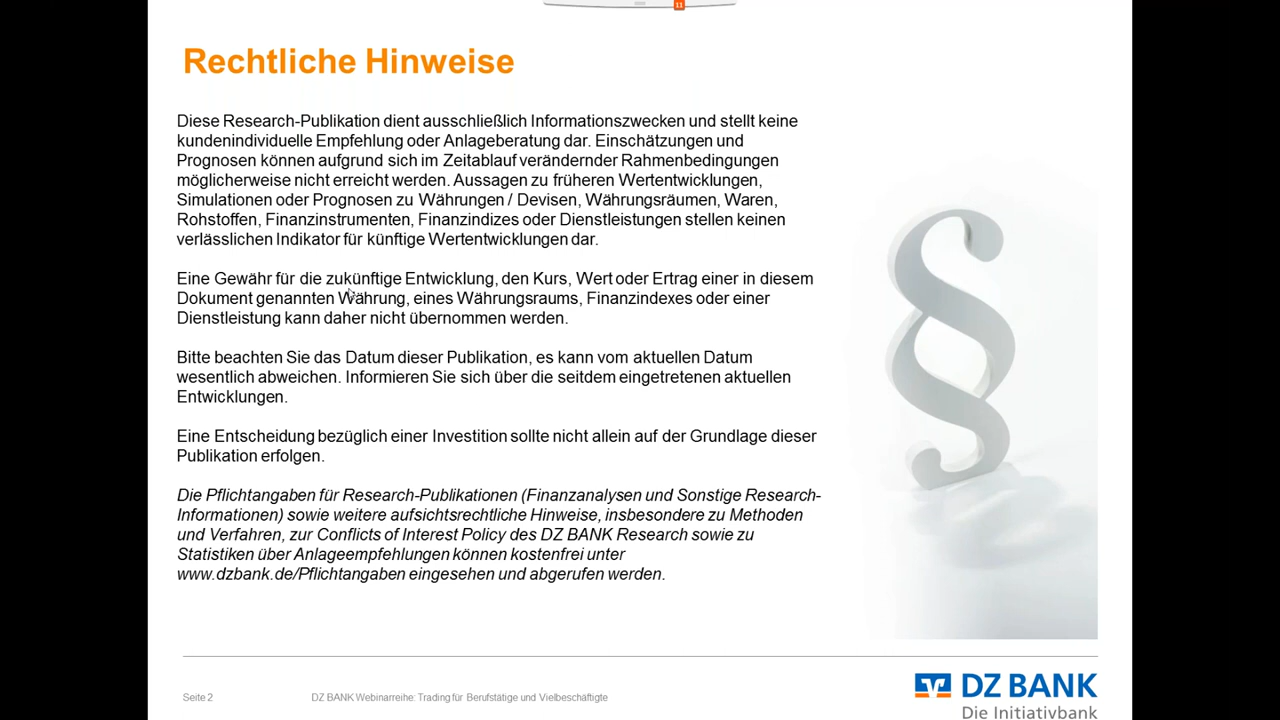 11
Rechtliche Hinweise
Diese Research-Publikation dient ausschließlich Informationszwecken und stellt keine
kundenindividuelle Empfehlung oder Anlageberatung dar. Einschätzungen und
Prognosen können aufgrund sich im Zeitablauf verändernder Rahmenbedingungen
möglicherweise nicht erreicht werden. Aussagen zu früheren Wertentwicklungen,
Simulationen oder Prognosen zu Währungen / Devisen, Währungsräumen, Waren,
Rohstoffen, Finanzinstrumenten, Finanzindizes oder Dienstleistungen stellen keinen
verlässlichen Indikator für künftige Wertentwicklungen dar.
Eine Gewähr für die zukünftige Entwicklung, den Kurs, Wert oder Ertrag einer in diesem
Dokument genannten Währung, eines Währungsraums, Finanzindexes oder einer
Dienstleistung kann daher nicht übernommen werden.
Bitte beachten Sie das Datum dieser Publikation, es kann vom aktuellen Datum
wesentlich abweichen. Informieren Sie sich über die seitdem eingetretenen aktuellen
Entwicklungen.
Eine Entscheidung bezüglich einer Investition sollte nicht allein auf der Grundlage dieser
Publikation erfolgen.
Die Pflichtangaben für Research-Publikationen (Finanzanalysen und Sonstige Research-
Informationen) sowie weitere aufsichtsrechtliche Hinweise, insbesondere zu Methoden
und Verfahren, zur Conflicts of Interest Policy des DZ BANK Research sowie zu
Statistiken über Anlageempfehlungen können kostenfrei unter
www.dzbank.de/Pflichtangaben eingesehen und abgerufen werden.
Seite 2
DZ BANK Webinarreihe: Trading für Berufstätige und Vielbeschäftigte
DZ BANK
Die Initiativbank